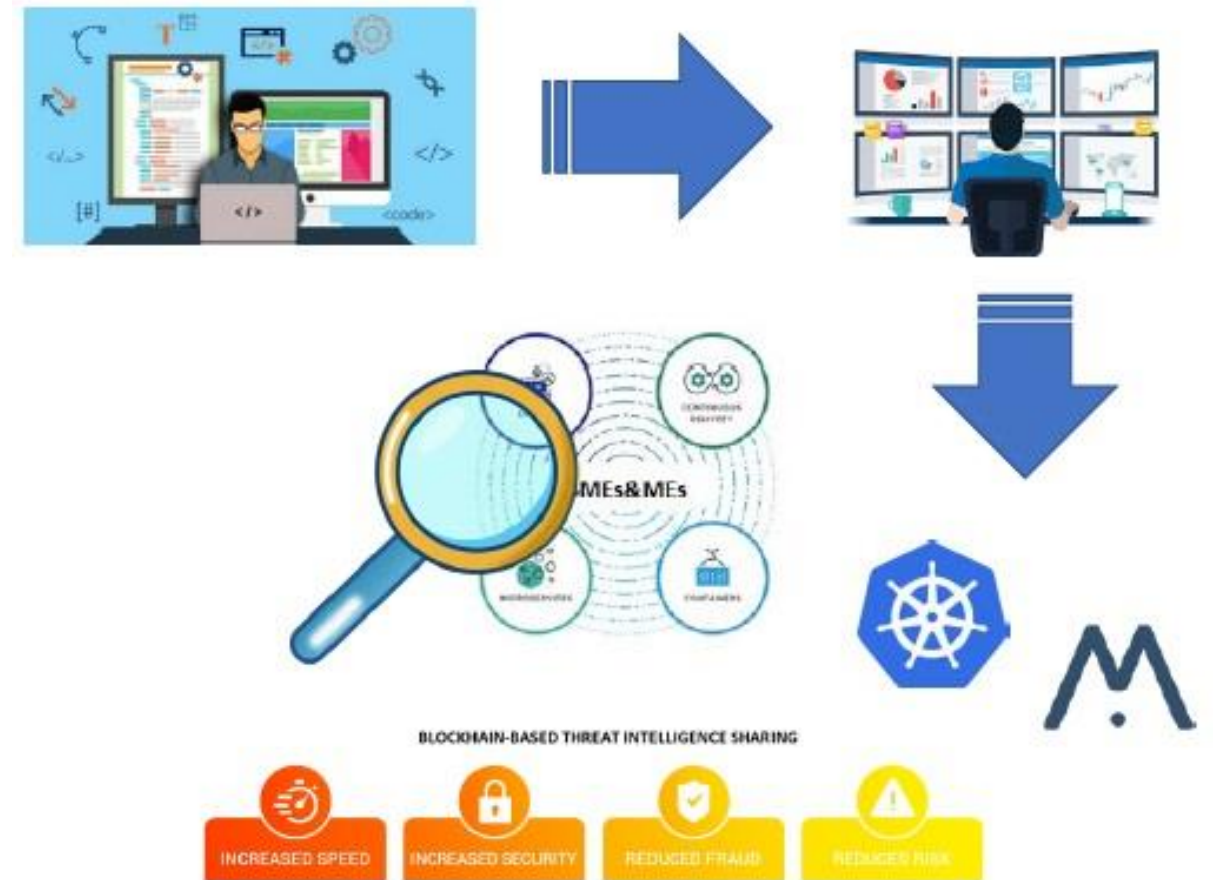 </...>
[#]
</>
</>
<code>
CONTINUOUS
DELIVERY
MEs&MEs
MICROSERVICES
CONTAINERS
BLOCKHAIN-BASED THREAT INTELLIGENCE SHARING
INCREASED SPEED
INCREASED SECURITY
REDUCED FRAUD
REDUCED RISK